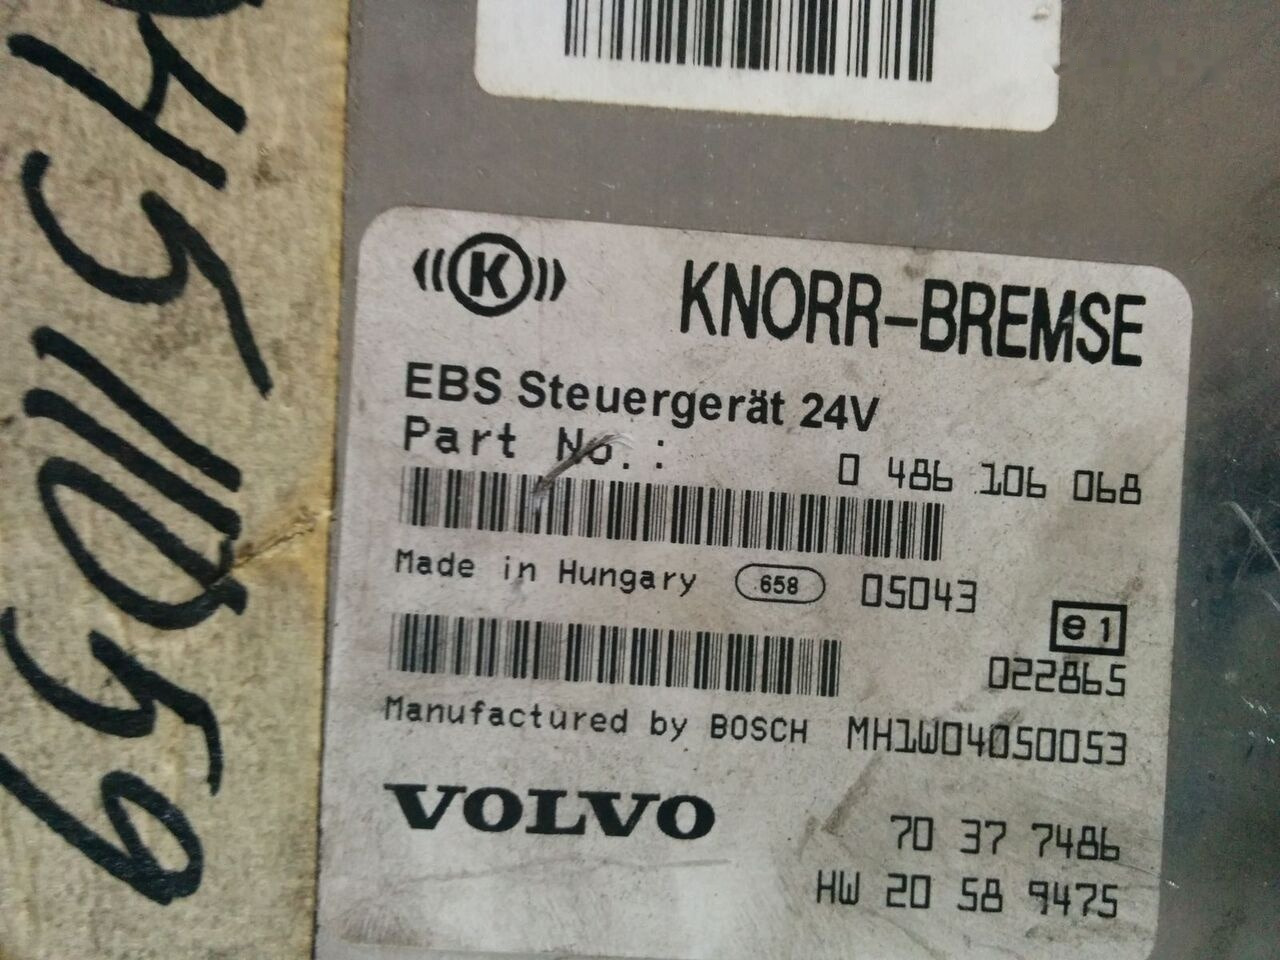 K
KNORR-BREMSE
EBS Steuergerät 24V
Part No.:
0 486 106 068
Made in Hungary 658 05043
e1
022865
Manufactured by BOSCH MH1W04050053
VOLVO
70 37 7486
HW 20 58 9475